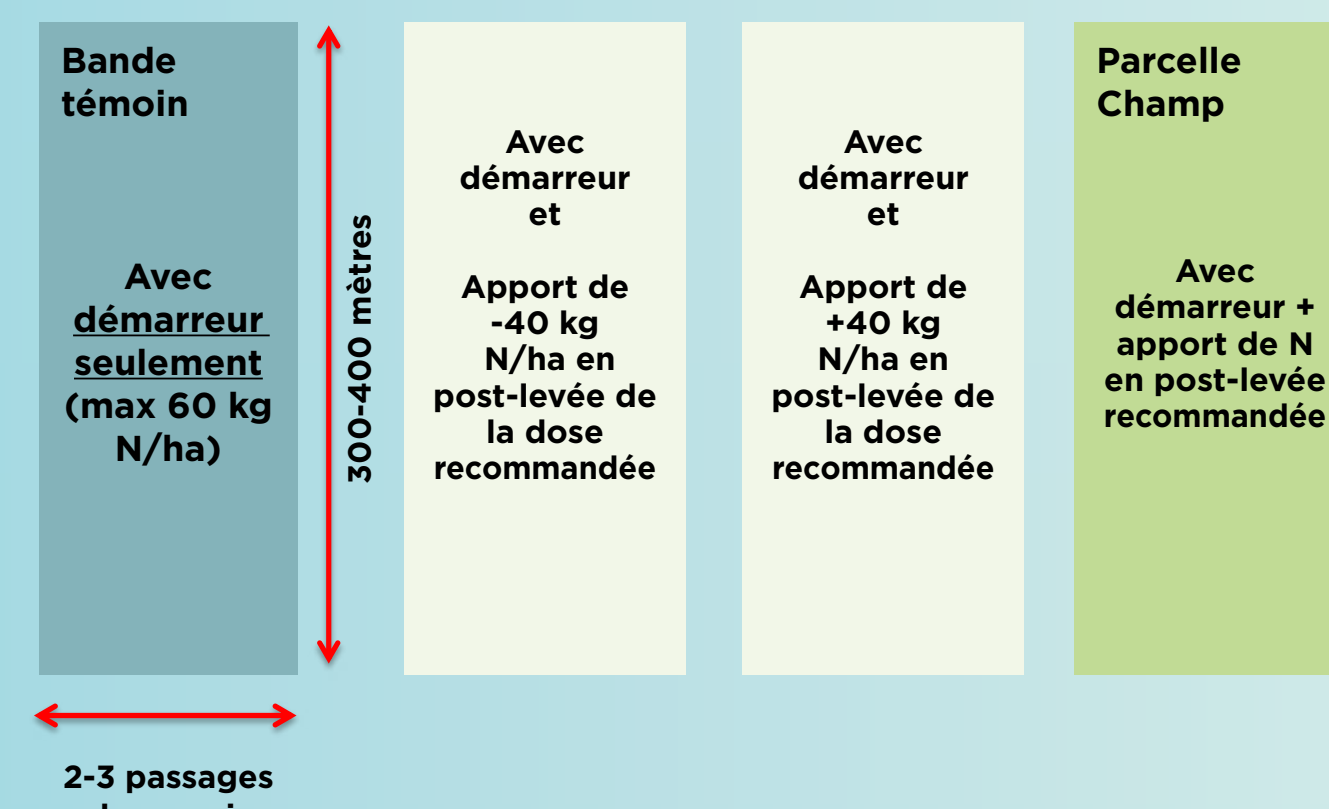 Bande
témoin
Avec
démarreur
seulement
(max 60 kg
N/ha)
300-400 mètres
2-3 passages
Avec
démarreur
et
Apport de
-40 kg
N/ha en
post-levée de
la dose
recommandée
Avec
démarreur
et
Apport de
+40 kg
N/ha en
post-levée de
la dose
recommandée
Parcelle
Champ
Avec
démarreur +
apport de N
en post-levée
recommandée